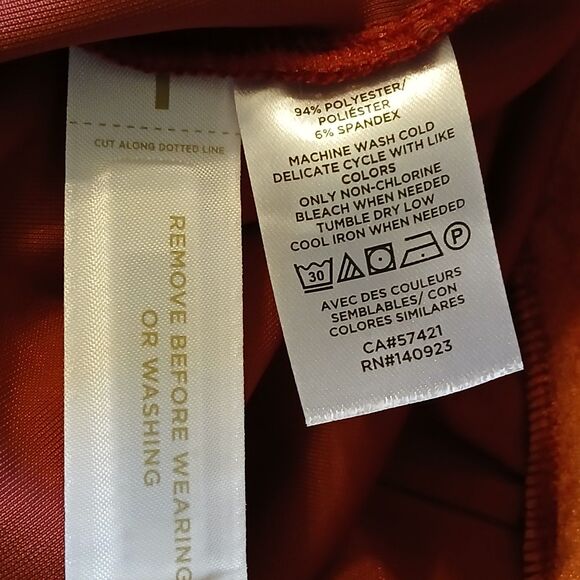 CUT ALONG DOTTED LINE
REMOVE BEFORE WEARING
OR WASHING
94% POLYESTER/
POLIÉSTER
6% SPANDEX
MACHINE WASH COLD
DELICATE CYCLE WITH LIKE
COLORS
ONLY NON-CHLORINE
BLEACH WHEN NEEDED
TUMBLE DRY LOW
COOL IRON WHEN NEEDED
30
P
AVEC DES COULEURS
SEMBLABLES/ CON
COLORES SIMILARES
CA#57421
RN#140923